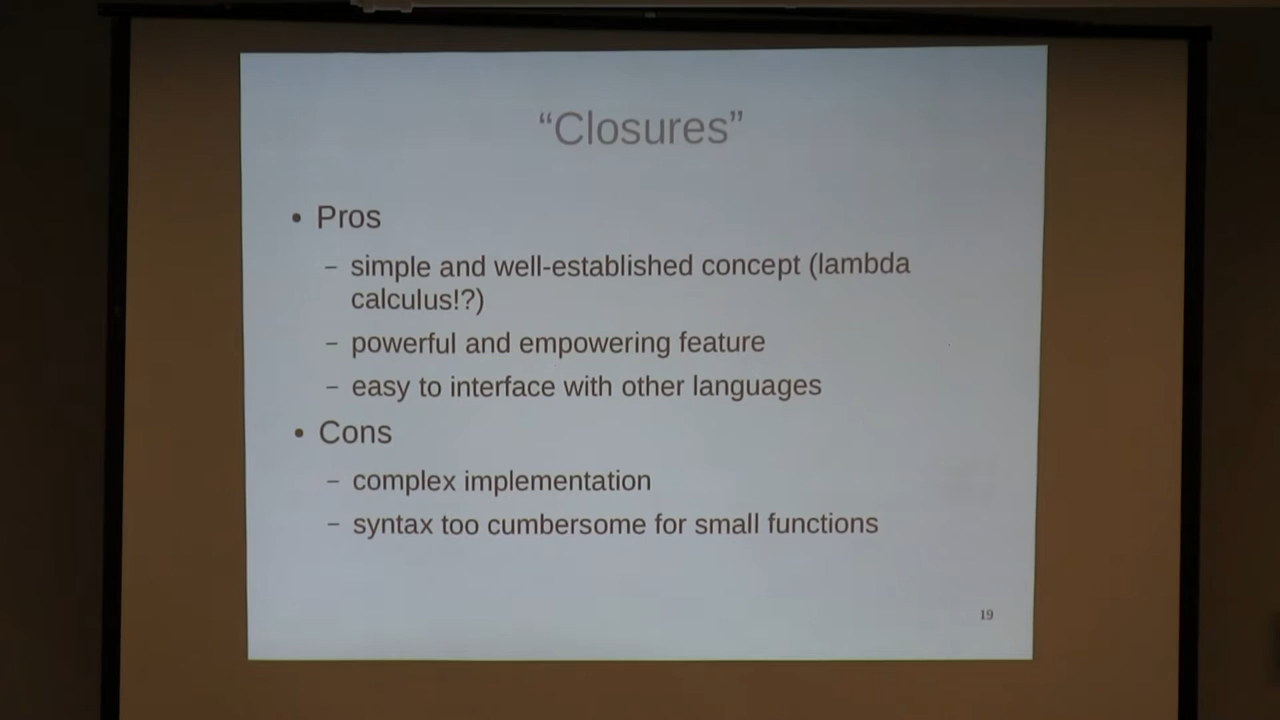 “Closures”
• Pros
– simple and well-established concept (lambda
calculus!?)
– powerful and empowering feature
– easy to interface with other languages
• Cons
– complex implementation
– syntax too cumbersome for small functions
19